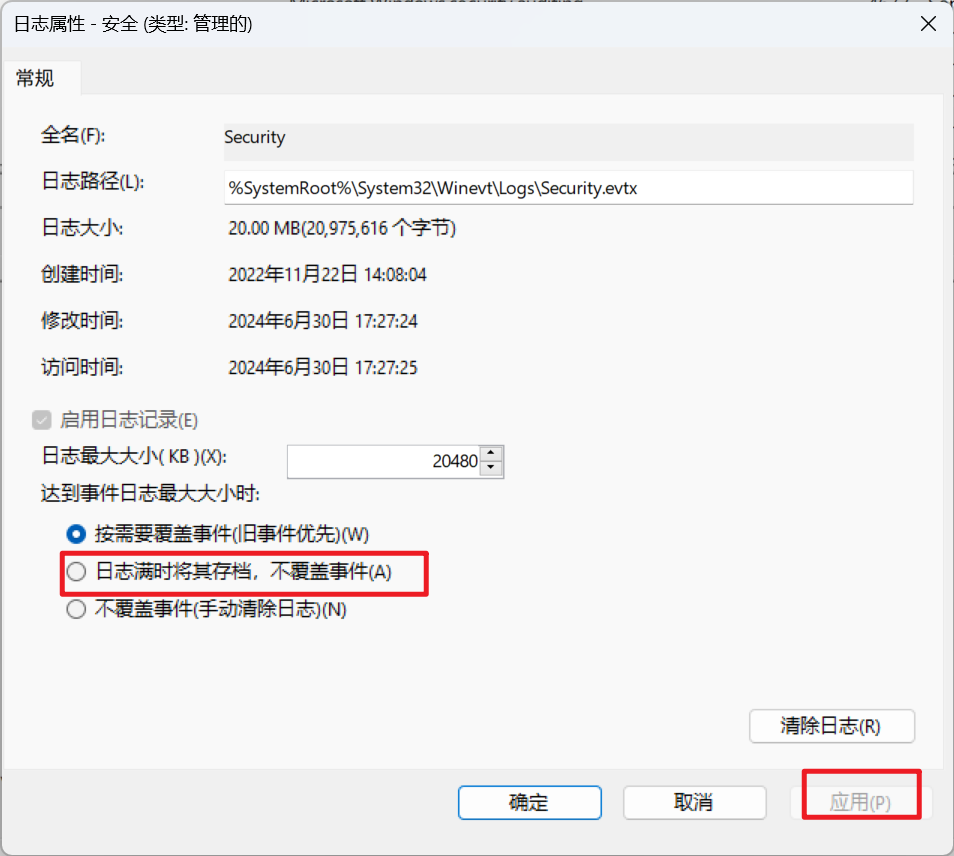 日志属性 - 安全 (类型: 管理的)
常规
全名(F): Security
日志路径(L): %SystemRoot%\System32\Winevt\Logs\Security.evtx
日志大小: 20.00 MB(20,975,616 个字节)
创建时间: 2022年11月22日 14:08:04
修改时间: 2024年6月30日 17:27:24
访问时间: 2024年6月30日 17:27:25
启用日志记录(E)
日志最大大小( KB )(X): 20480
达到事件日志最大大小时:
按需要覆盖事件(旧事件优先)(W)
日志满时将其存档，不覆盖事件(A)
不覆盖事件(手动清除日志)(N)
清除日志(R)
确定 取消 应用(P)